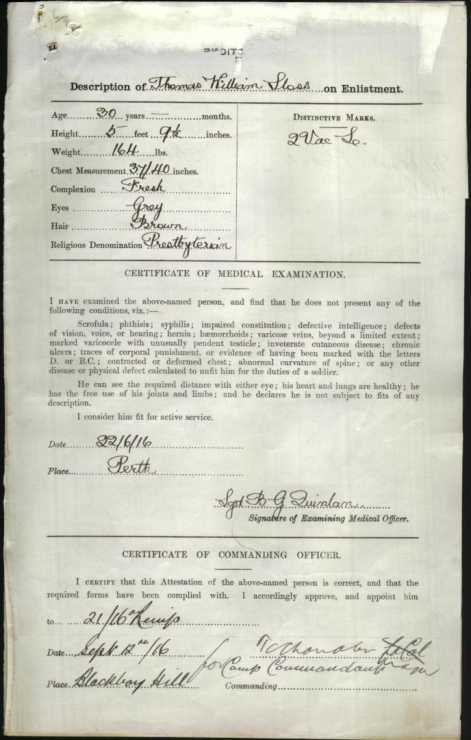 Description of Thomas William Sloss on Enlistment.
Age 30 years — months.
Height 5 feet 9½ inches.
Weight 164 lbs.
Chest Measurement 37/40 inches.
Complexion Fresh
Eyes Grey
Hair Brown
Religious Denomination Presbyterian
DISTINCTIVE MARKS.
2 Vac L.
CERTIFICATE OF MEDICAL EXAMINATION.
I HAVE examined the above-named person, and find that he does not present any of the
following conditions, viz.:—
Scrofula; phthisis; syphilis; impaired constitution; defective intelligence; defects
of vision, voice, or hearing; hernia; hæmorrhoids; varicose veins, beyond a limited extent;
marked varicocele with unusually pendent testicle; inveterate cutaneous disease; chronic
ulcers; traces of corporal punishment, or evidence of having been marked with the letters
D. or B.C.; contracted or deformed chest; abnormal curvature of spine; or any other
disease or physical defect calculated to unfit him for the duties of a soldier.
He can see the required distance with either eye; his heart and lungs are healthy; he
has the free use of his joints and limbs; and he declares he is not subject to fits of any
description.
I consider him fit for active service.
Date 22/6/16
Place Perth
Sgd B G Quinlan
Signature of Examining Medical Officer.
CERTIFICATE OF COMMANDING OFFICER.
I CERTIFY that this Attestation of the above-named person is correct, and that the
required forms have been complied with. I accordingly approve, and appoint him
to 21/16th Reinfs
Date Sept 12th/16
for Camp Commandant
Place Blackboy Hill
Commanding